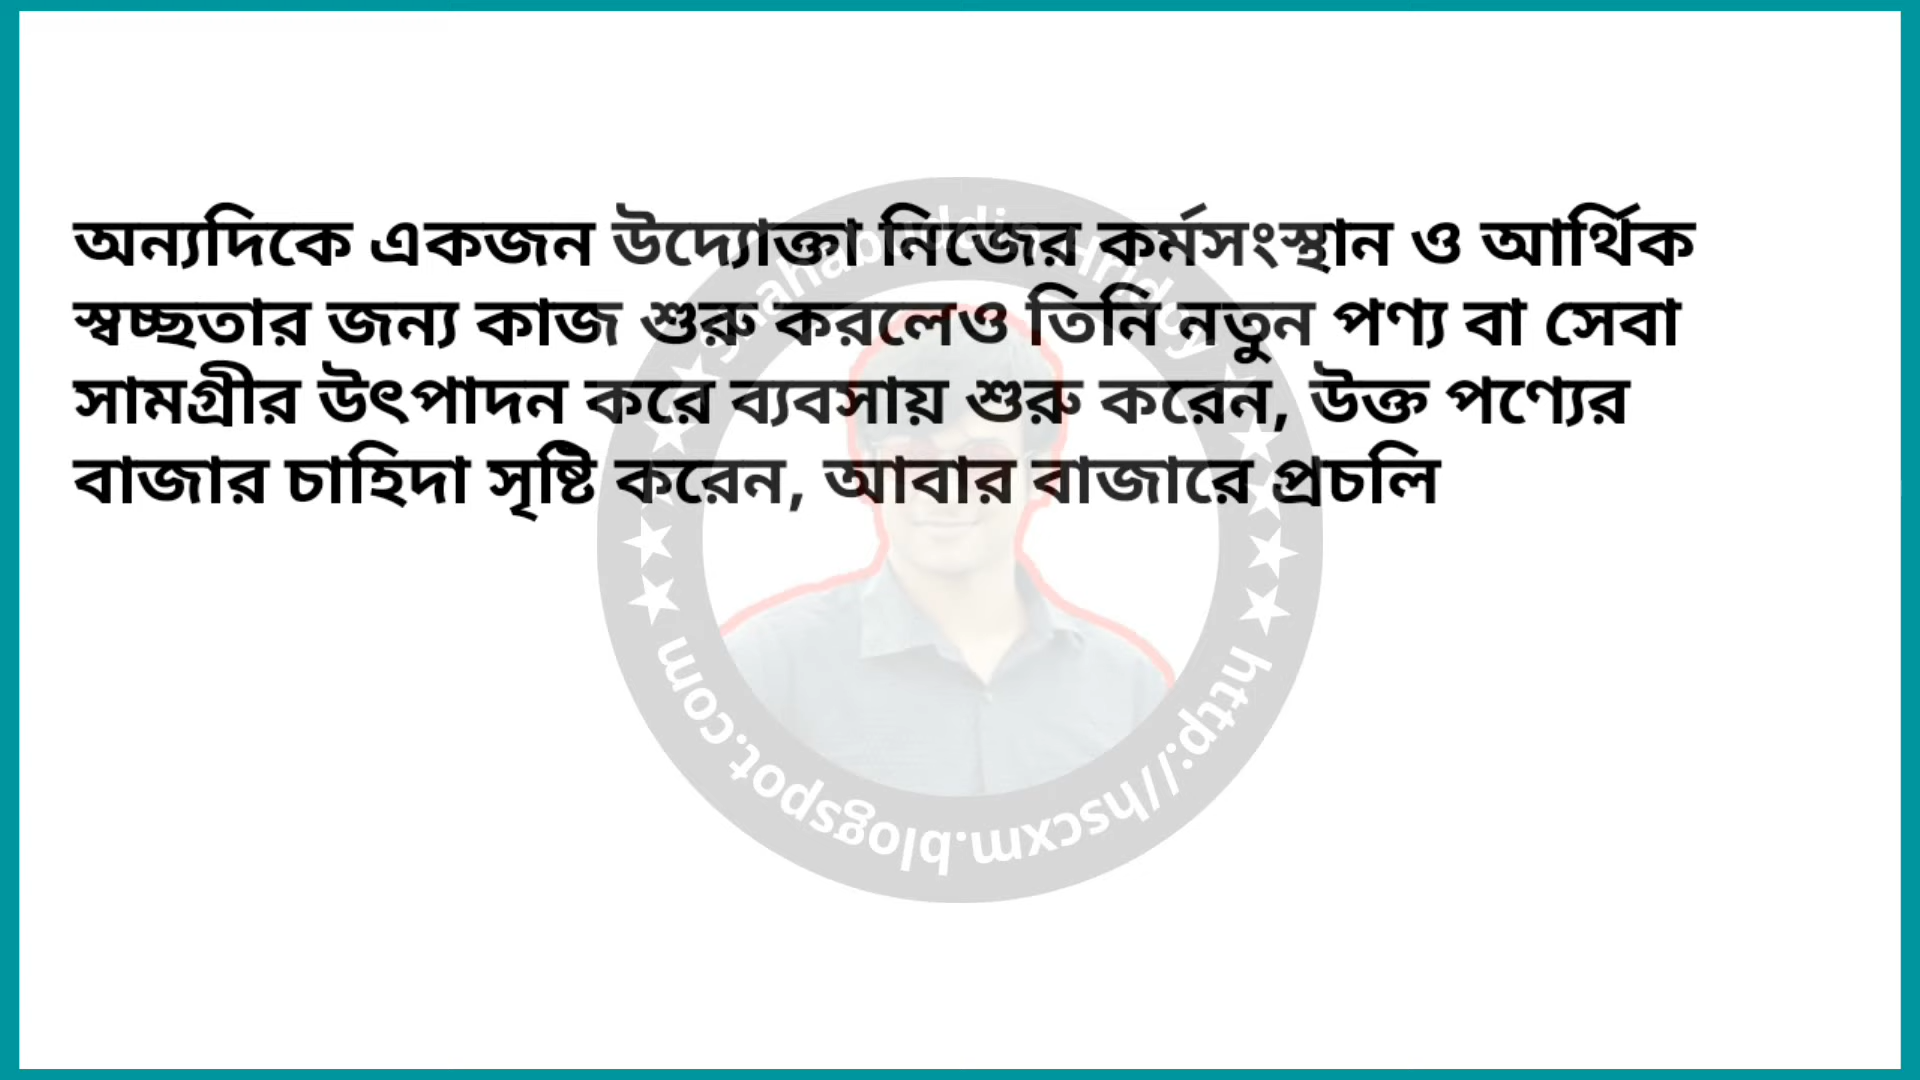 অন্যদিকে একজন উদ্যোক্তা নিজের কর্মসংস্থান ও আর্থিক
স্বচ্ছতার জন্য কাজ শুরু করলেও তিনি নতুন পণ্য বা সেবা
সামগ্রীর উৎপাদন করে ব্যবসায় শুরু করেন, উক্ত পণ্যের
বাজার চাহিদা সৃষ্টি করেন, আবার বাজারে প্রচলি
Hridoy
http://hscxm.blogspot.com